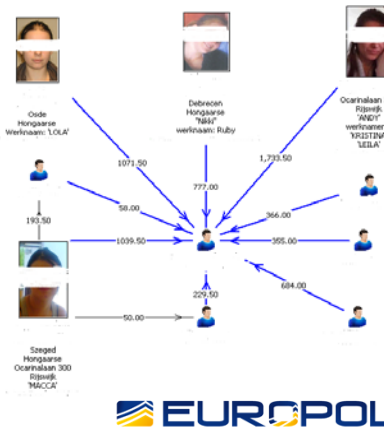 Osde
Hongaarse
Werknaam: 'LOLA'
Debrecen
Hongaarse
"Nikki"
werknaam: Ruby
Ocarinalaan
Rijswijk
'ANDY'
werknamen
'KRISTINA'
'LEILA'
1071.50
777.00
1,733.50
193.50
58.00
366.00
1039.50
355.00
684.00
229.50
50.00
Szeged
Hongaarse
Ocarinalaan 300
Rijswijk
'MACCA'
EUROPOL